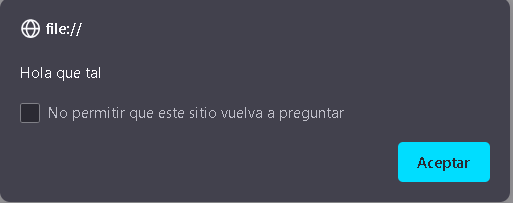 file://
Hola que tal
No permitir que este sitio vuelva a preguntar
Aceptar